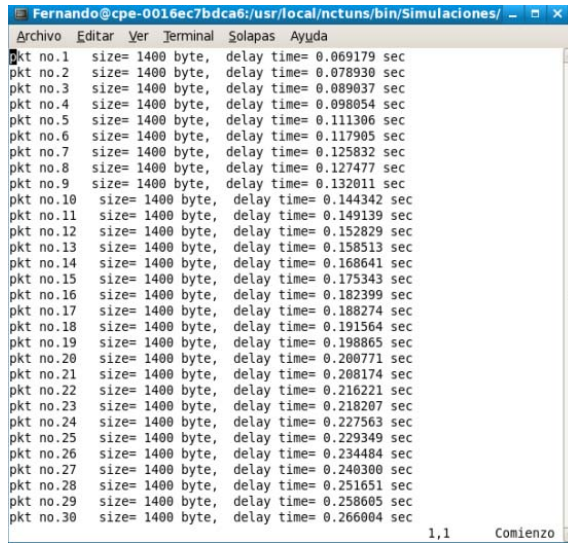 Fernando@cpe-0016ec7bdca6:/usr/local/nctuns/bin/Simulaciones/
Archivo Editar Ver Terminal Solapas Ayuda
pkt no.1 size= 1400 byte, delay time= 0.069179 sec
pkt no.2 size= 1400 byte, delay time= 0.078930 sec
pkt no.3 size= 1400 byte, delay time= 0.089037 sec
pkt no.4 size= 1400 byte, delay time= 0.098054 sec
pkt no.5 size= 1400 byte, delay time= 0.111306 sec
pkt no.6 size= 1400 byte, delay time= 0.117905 sec
pkt no.7 size= 1400 byte, delay time= 0.125832 sec
pkt no.8 size= 1400 byte, delay time= 0.127477 sec
pkt no.9 size= 1400 byte, delay time= 0.132011 sec
pkt no.10 size= 1400 byte, delay time= 0.144342 sec
pkt no.11 size= 1400 byte, delay time= 0.149139 sec
pkt no.12 size= 1400 byte, delay time= 0.152829 sec
pkt no.13 size= 1400 byte, delay time= 0.158513 sec
pkt no.14 size= 1400 byte, delay time= 0.168641 sec
pkt no.15 size= 1400 byte, delay time= 0.175343 sec
pkt no.16 size= 1400 byte, delay time= 0.182399 sec
pkt no.17 size= 1400 byte, delay time= 0.188274 sec
pkt no.18 size= 1400 byte, delay time= 0.191564 sec
pkt no.19 size= 1400 byte, delay time= 0.198865 sec
pkt no.20 size= 1400 byte, delay time= 0.200771 sec
pkt no.21 size= 1400 byte, delay time= 0.208174 sec
pkt no.22 size= 1400 byte, delay time= 0.216221 sec
pkt no.23 size= 1400 byte, delay time= 0.218207 sec
pkt no.24 size= 1400 byte, delay time= 0.227563 sec
pkt no.25 size= 1400 byte, delay time= 0.229349 sec
pkt no.26 size= 1400 byte, delay time= 0.234484 sec
pkt no.27 size= 1400 byte, delay time= 0.240300 sec
pkt no.28 size= 1400 byte, delay time= 0.251651 sec
pkt no.29 size= 1400 byte, delay time= 0.258605 sec
pkt no.30 size= 1400 byte, delay time= 0.266004 sec
1,1 Comienzo